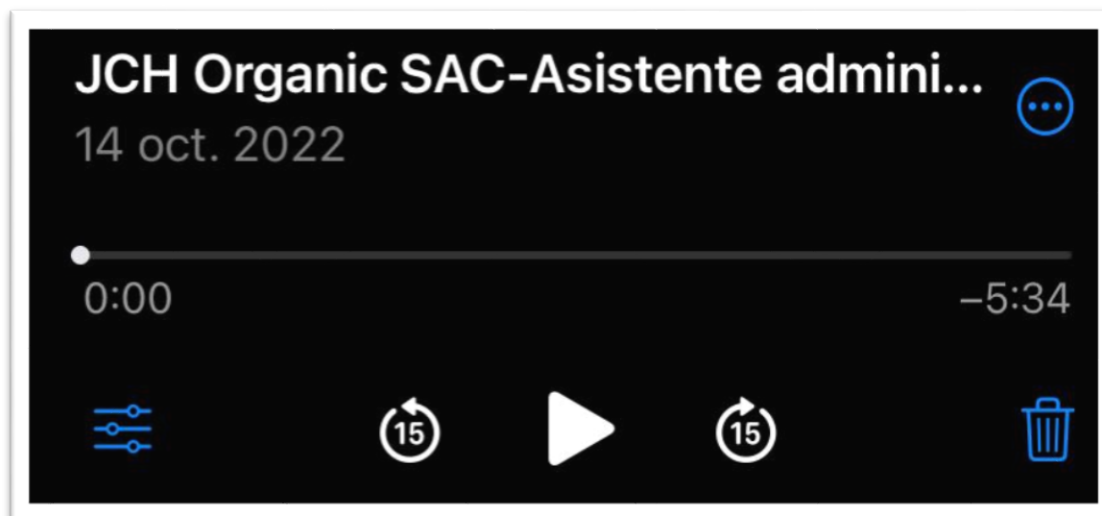 JCH Organic SAC-Asistente admini...
14 oct. 2022
0:00
–5:34
15
15